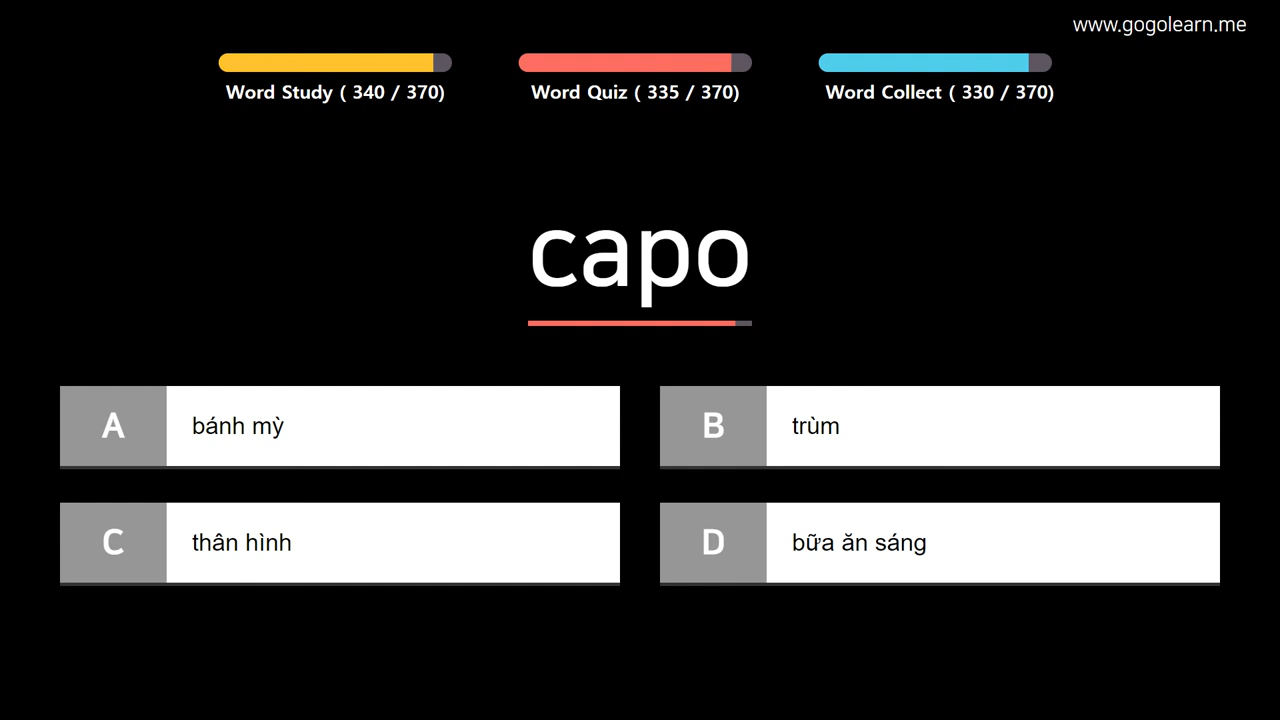 www.gogolearn.me
Word Study ( 340 / 370)
Word Quiz ( 335 / 370)
Word Collect ( 330 / 370)
capo
A bánh mỳ
B trùm
C thân hình
D bữa ăn sáng